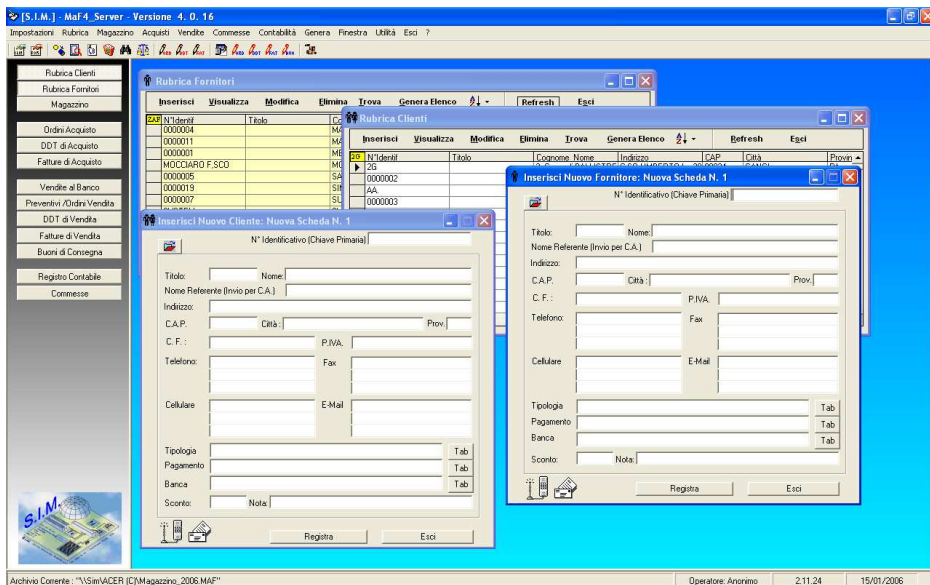 [S.I.M.] - MaF4_Server - Versione 4. 0. 16
Impostazioni Rubrica Magazzino Acquisti Vendite Commesse Contabilità Genera Finestra Utilità Esci ?
Rubrica Clienti
Rubrica Fornitori
Magazzino
Ordini Acquisto
DDT di Acquisto
Fatture di Acquisto
Vendite al Banco
Preventivi /Ordini Vendita
DDT di Vendita
Fatture di Vendita
Buoni di Consegna
Registro Contabile
Commesse
S.I.M.
Rubrica Fornitori
Inserisci Visualizza Modifica Elimina Trova Genera Elenco Refresh Esci
ZAF N°Identif Titolo
0000004
0000011
0000001
MOCCIARO F,SCO
0000005
0000019
0000007
Rubrica Clienti
Inserisci Visualizza Modifica Elimina Trova Genera Elenco Refresh Esci
2G N°Identif Titolo Cognome Nome Indirizzo CAP Città Provin
2G
0000002
AA.
0000003
Inserisci Nuovo Cliente: Nuova Scheda N. 1
N° Identificativo (Chiave Primaria)
Titolo: Nome:
Nome Referente (Invio per C.A.)
Indirizzo:
C.A.P. Città : Prov.
C. F. : P.IVA.
Telefono: Fax
Cellulare E-Mail
Tipologia Tab
Pagamento Tab
Banca Tab
Sconto: Nota:
Registra Esci
Inserisci Nuovo Fornitore: Nuova Scheda N. 1
N° Identificativo (Chiave Primaria)
Titolo: Nome:
Nome Referente (Invio per C.A.)
Indirizzo:
C.A.P. Città : Prov.
C. F. : P.IVA.
Telefono Fax
Cellulare E-Mail
Tipologia Tab
Pagamento Tab
Banca Tab
Sconto: Nota:
Registra Esci
Archivio Corrente : "\\Sim\ACER (C)\Magazzino_2006.MAF" Operatore: Anonimo 2.11.24 15/01/2006